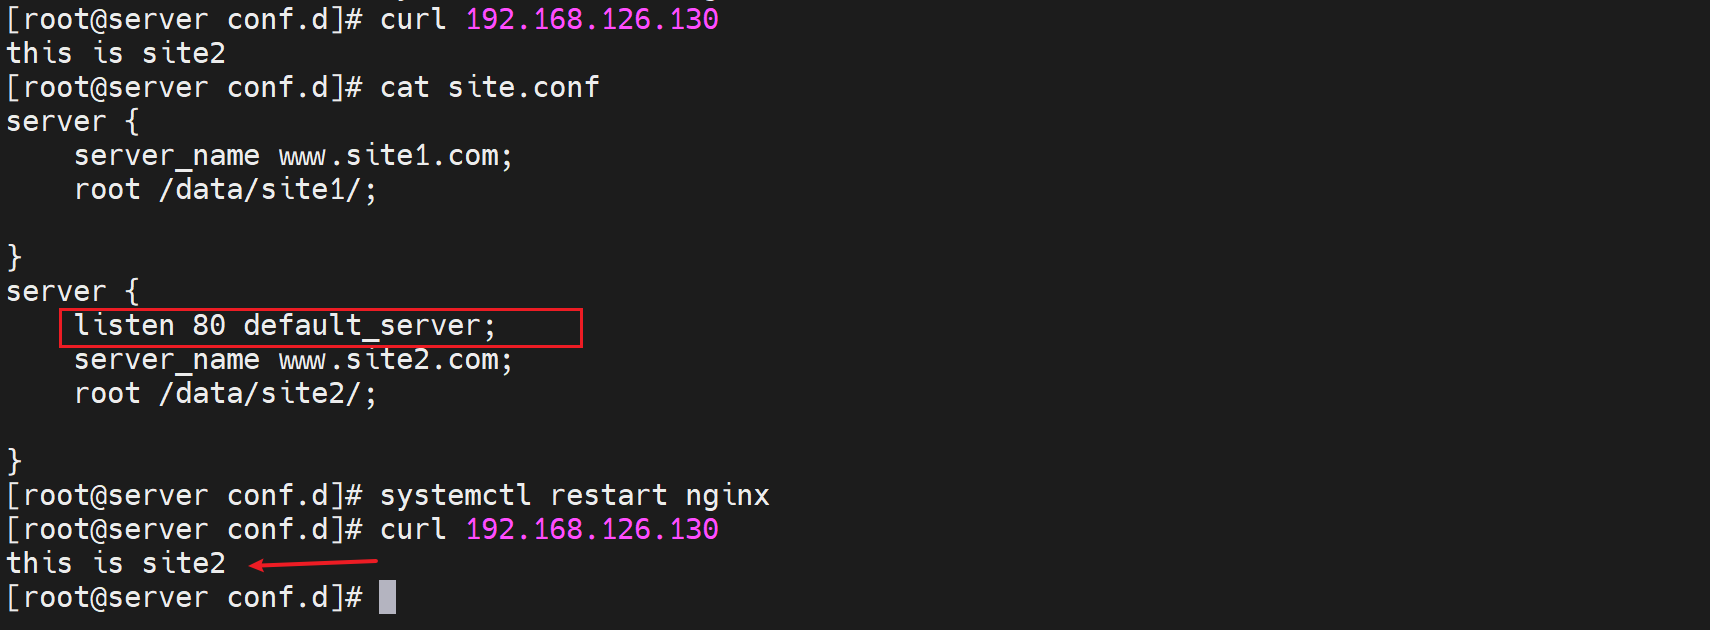 [root@server conf.d]# curl 192.168.126.130
this is site2
[root@server conf.d]# cat site.conf
server {
    server_name www.site1.com;
    root /data/site1/;

}
server {
    listen 80 default_server;
    server_name www.site2.com;
    root /data/site2/;

}
[root@server conf.d]# systemctl restart nginx
[root@server conf.d]# curl 192.168.126.130
this is site2
[root@server conf.d]#